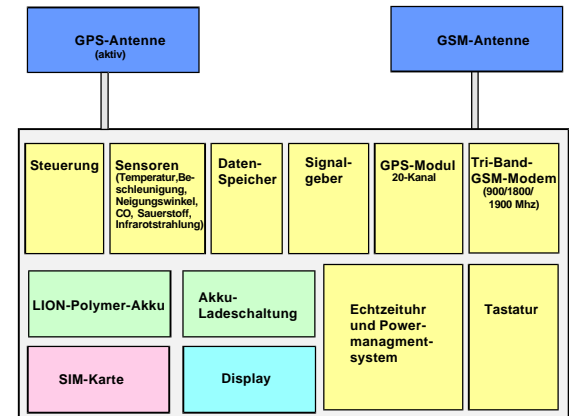 GPS-Antenne
(aktiv)
GSM-Antenne
Steuerung
Sensoren
(Temperatur,Be-
schleunigung,
Neigungswinkel,
CO, Sauerstoff,
Infrarotstrahlung)
Daten-
Speicher
Signal-
geber
GPS-Modul
20-Kanal
Tri-Band-
GSM-Modem
(900/1800/
1900 Mhz)
LION-Polymer-Akku
Akku-
Ladeschaltung
Echtzeituhr
und Power-
managment-
system
Tastatur
SIM-Karte
Display